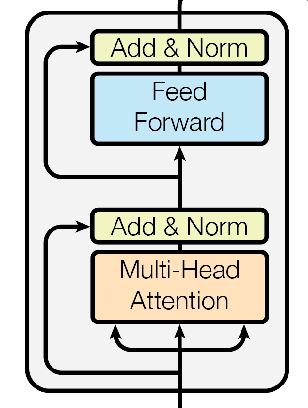 Add & Norm
Feed
Forward
Add & Norm
Multi-Head
Attention